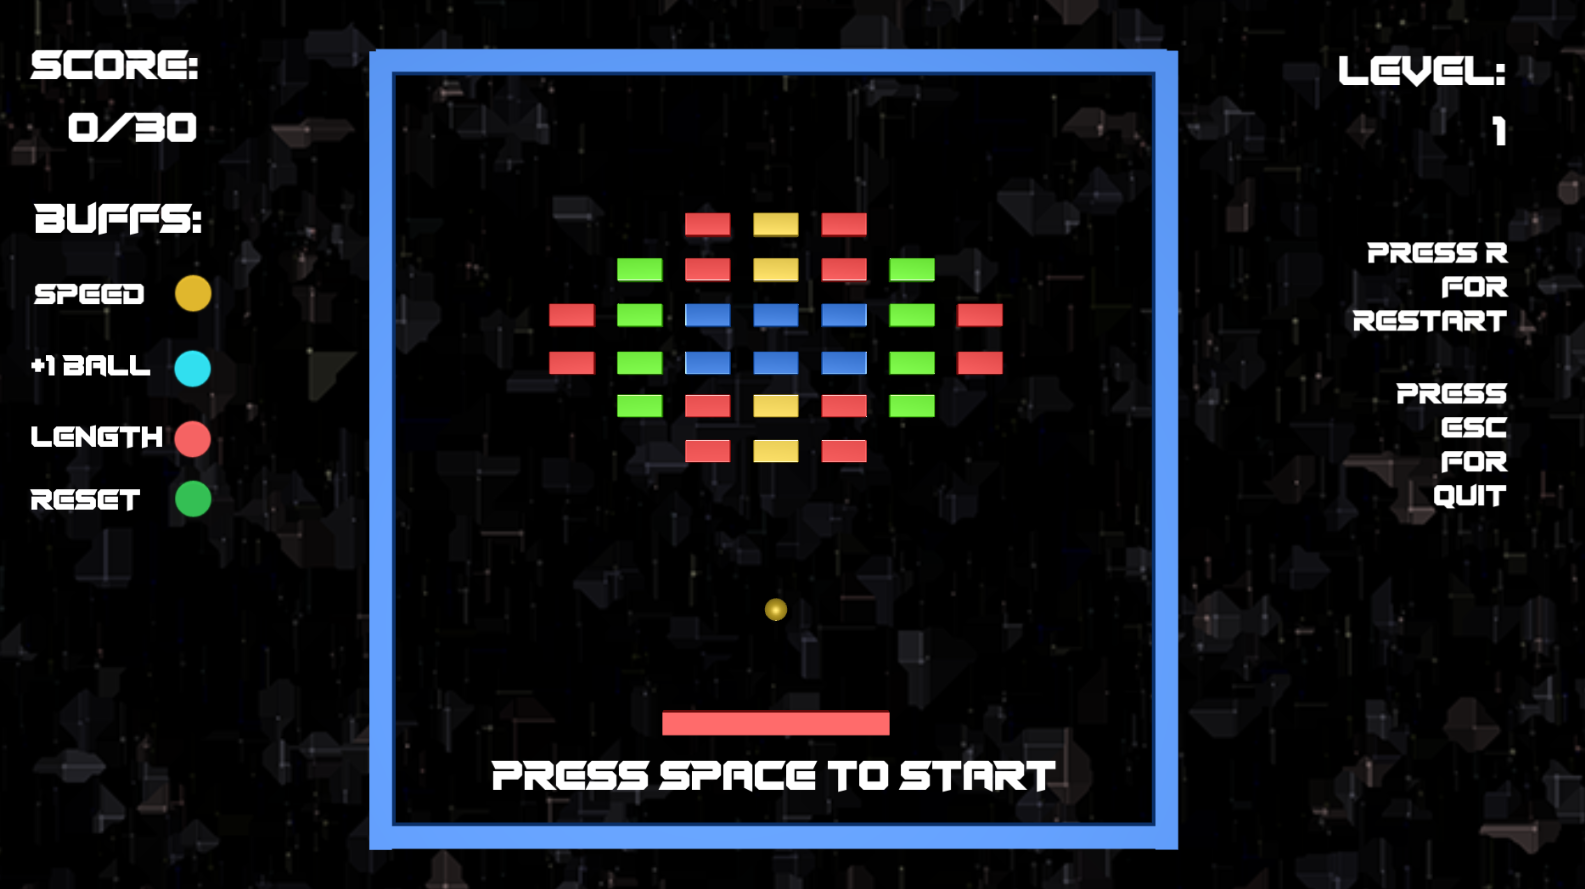 SCORE:
0/30
BUFFS:
SPEED
+1 BALL
LENGTH
RESET
PRESS SPACE TO START
LEVEL:
1
PRESS R
FOR
RESTART
PRESS
ESC
FOR
QUIT